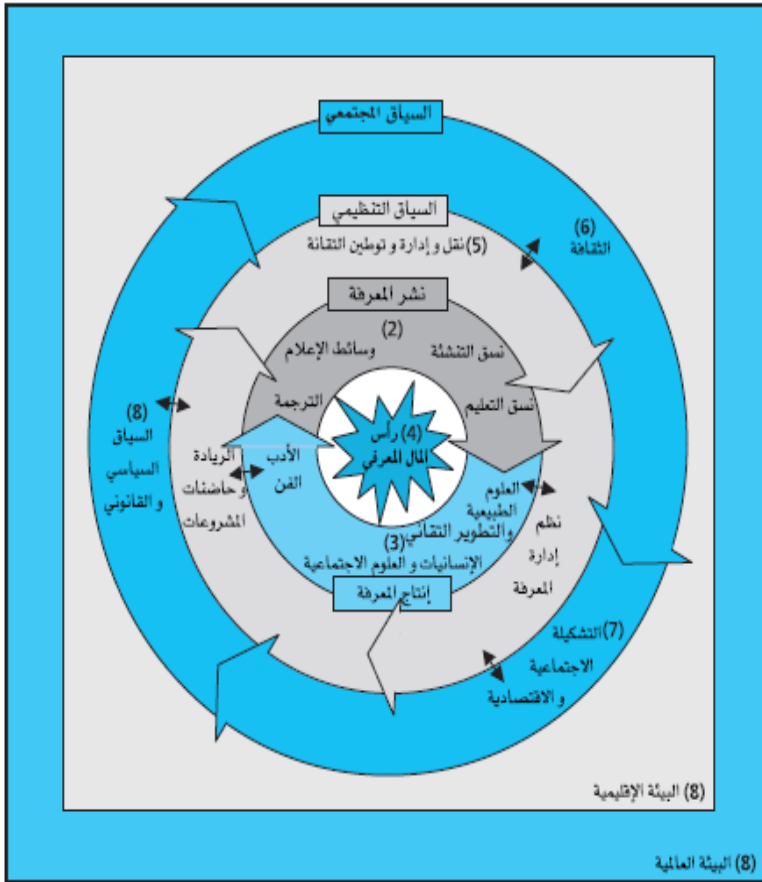 السياق المجتمعي
السياق التنظيمي
(5) نقل و إدارة و توطين التقانة
(6)
الثقافة
نشر المعرفة
(2)
نسق التنشئة
وسائط الإعلام
نسق التعليم
الترجمة
(4) رأس
المال المعرفي
(8)
السياق
السياسي
و القانوني
الريادة
و حاضنات
المشروعات
الأدب
الفن
العلوم
الطبيعية
والتطوير التقاني
(3)
الإنسانيات و العلوم الاجتماعية
إنتاج المعرفة
نظم
إدارة
المعرفة
(7) التشكيلة
الاجتماعية
و الاقتصادية
(8) البيئة الإقليمية
(8) البيئة العالمية